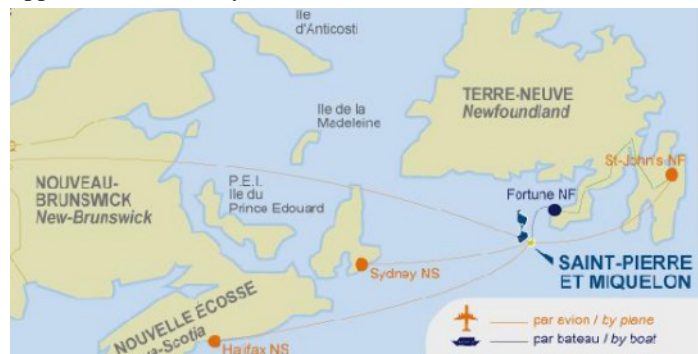 Ile
d'Anticosti
TERRE-NEUVE
Newfoundland
Ile de la
Madeleine
St-John's NF
NOUVEAU-
BRUNSWICK
New-Brunswick
P.E.I.
Ile du
Prince Edouard
Fortune NF
Sydney NS
SAINT-PIERRE
ET MIQUELON
NOUVELLE ÉCOSSE
Scotia
Halifax NS
par avion / by plane
par bateau / by boat